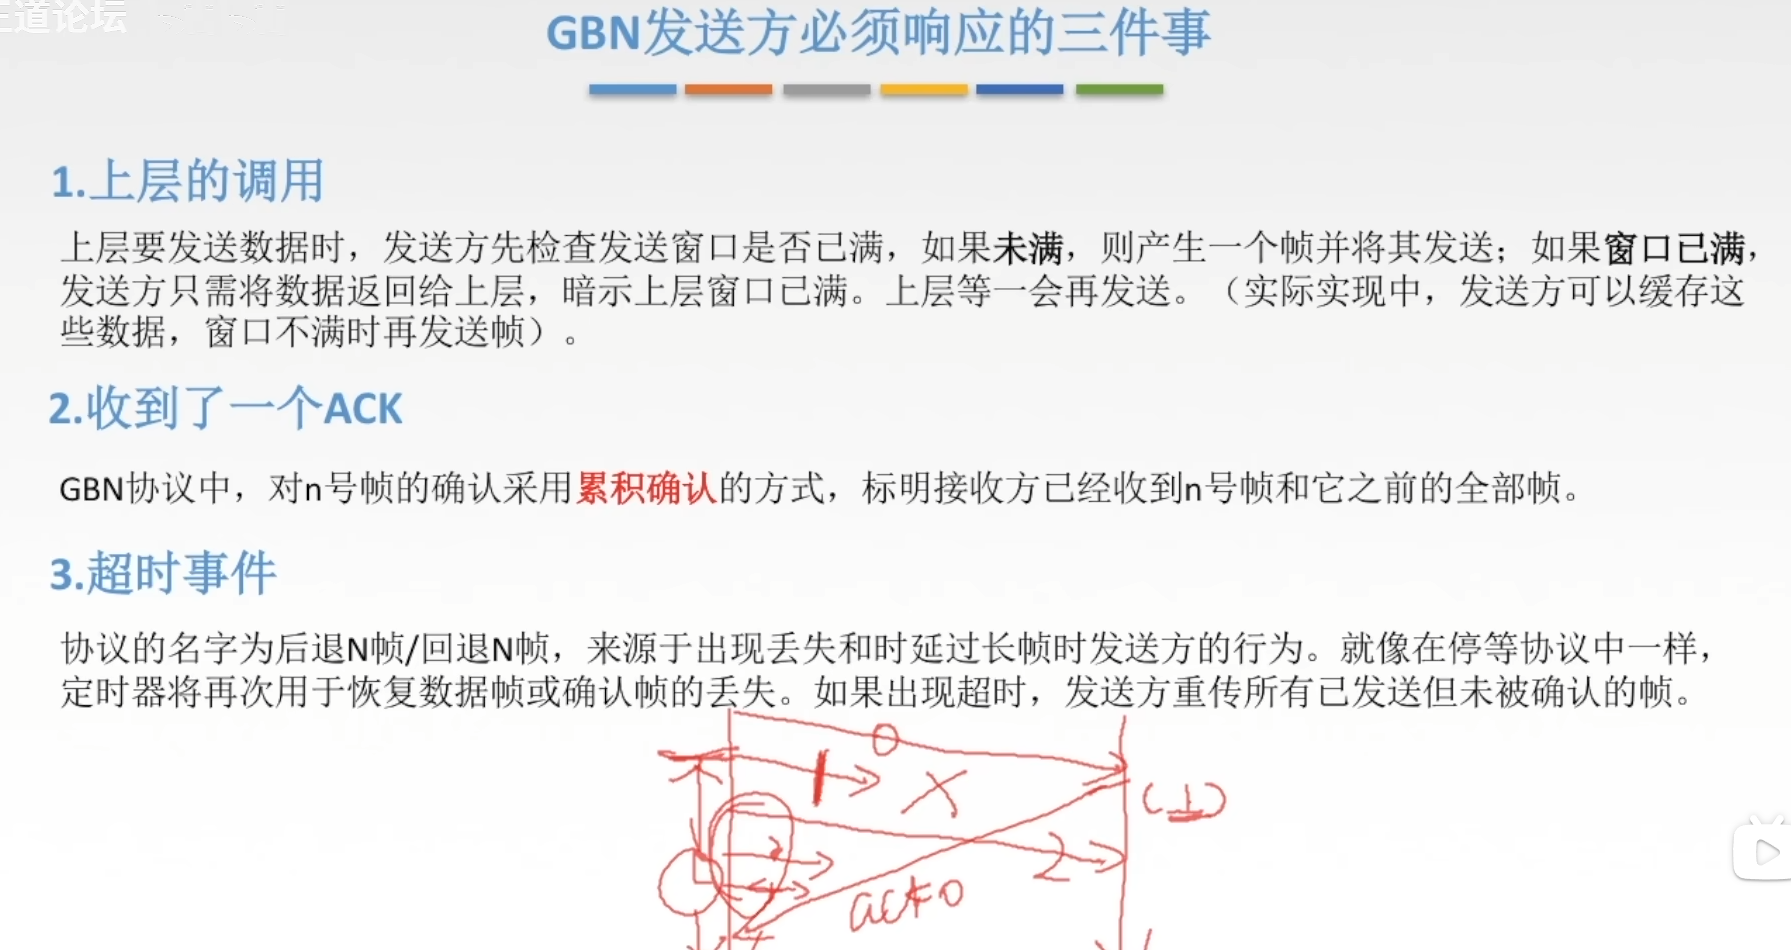 王道论坛
GBN发送方必须响应的三件事
1.上层的调用
上层要发送数据时，发送方先检查发送窗口是否已满，如果未满，则产生一个帧并将其发送；如果窗口已满，
发送方只需将数据返回给上层，暗示上层窗口已满。上层等一会再发送。（实际实现中，发送方可以缓存这
些数据，窗口不满时再发送帧）。
2.收到了一个ACK
GBN协议中，对n号帧的确认采用累积确认的方式，标明接收方已经收到n号帧和它之前的全部帧。
3.超时事件
协议的名字为后退N帧/回退N帧，来源于出现丢失和时延过长帧时发送方的行为。就像在停等协议中一样，
定时器将再次用于恢复数据帧或确认帧的丢失。如果出现超时，发送方重传所有已发送但未被确认的帧。
0
1
(1)
2
2
ack0